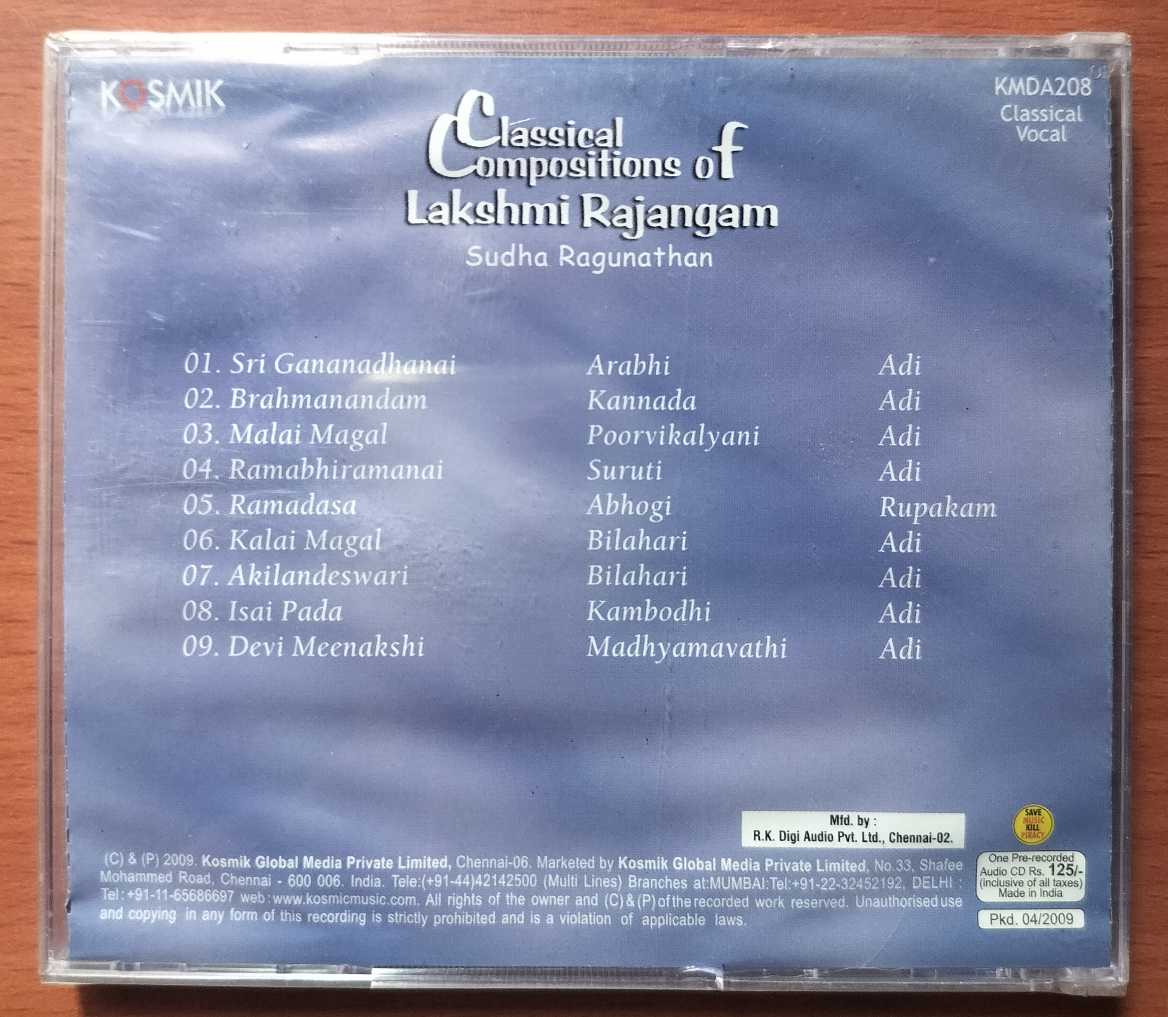 KOSMIK
KMDA208
Classical
Vocal
Classical
Compositions of
Lakshmi Rajangam
Sudha Ragunathan
01. Sri Gananadhanai Arabhi Adi
02. Brahmanandam Kannada Adi
03. Malai Magal Poorvikalyani Adi
04. Ramabhiramanai Suruti Adi
05. Ramadasa Abhogi Rupakam
06. Kalai Magal Bilahari Adi
07. Akilandeswari Bilahari Adi
08. Isai Pada Kambodhi Adi
09. Devi Meenakshi Madhyamavathi Adi
Mfd. by :
R.K. Digi Audio Pvt. Ltd., Chennai-02.
SAVE
MUSIC
KILL
PIRACY
(C) & (P) 2009. Kosmik Global Media Private Limited, Chennai-06. Marketed by Kosmik Global Media Private Limited, No.33, Shafee
Mohammed Road, Chennai - 600 006. India. Tele:(+91-44)42142500 (Multi Lines) Branches at:MUMBAI:Tel:+91-22-32452192, DELHI :
Tel:+91-11-65686697 web:www.kosmicmusic.com. All rights of the owner and (C)&(P) of the recorded work reserved. Unauthorised use
and copying in any form of this recording is strictly prohibited and is a violation of applicable laws.
One Pre-recorded
Audio CD Rs. 125/-
(inclusive of all taxes)
Made in India
Pkd. 04/2009